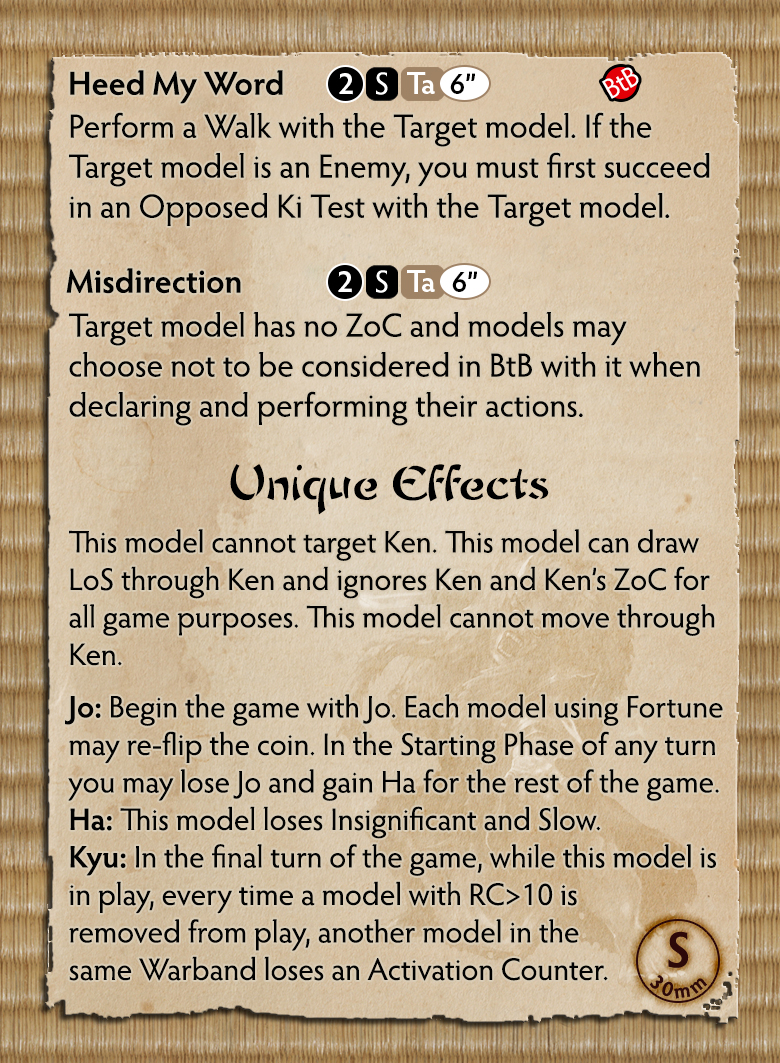 Heed My Word 2 S Ta 6” BtB
Perform a Walk with the Target model. If the
Target model is an Enemy, you must first succeed
in an Opposed Ki Test with the Target model.
Misdirection 2 S Ta 6”
Target model has no ZoC and models may
choose not to be considered in BtB with it when
declaring and performing their actions.
Unique Effects
This model cannot target Ken. This model can draw
LoS through Ken and ignores Ken and Ken’s ZoC for
all game purposes. This model cannot move through
Ken.
Jo: Begin the game with Jo. Each model using Fortune
may re-flip the coin. In the Starting Phase of any turn
you may lose Jo and gain Ha for the rest of the game.
Ha: This model loses Insignificant and Slow.
Kyu: In the final turn of the game, while this model is
in play, every time a model with RC>10 is
removed from play, another model in the
same Warband loses an Activation Counter.
S
30mm